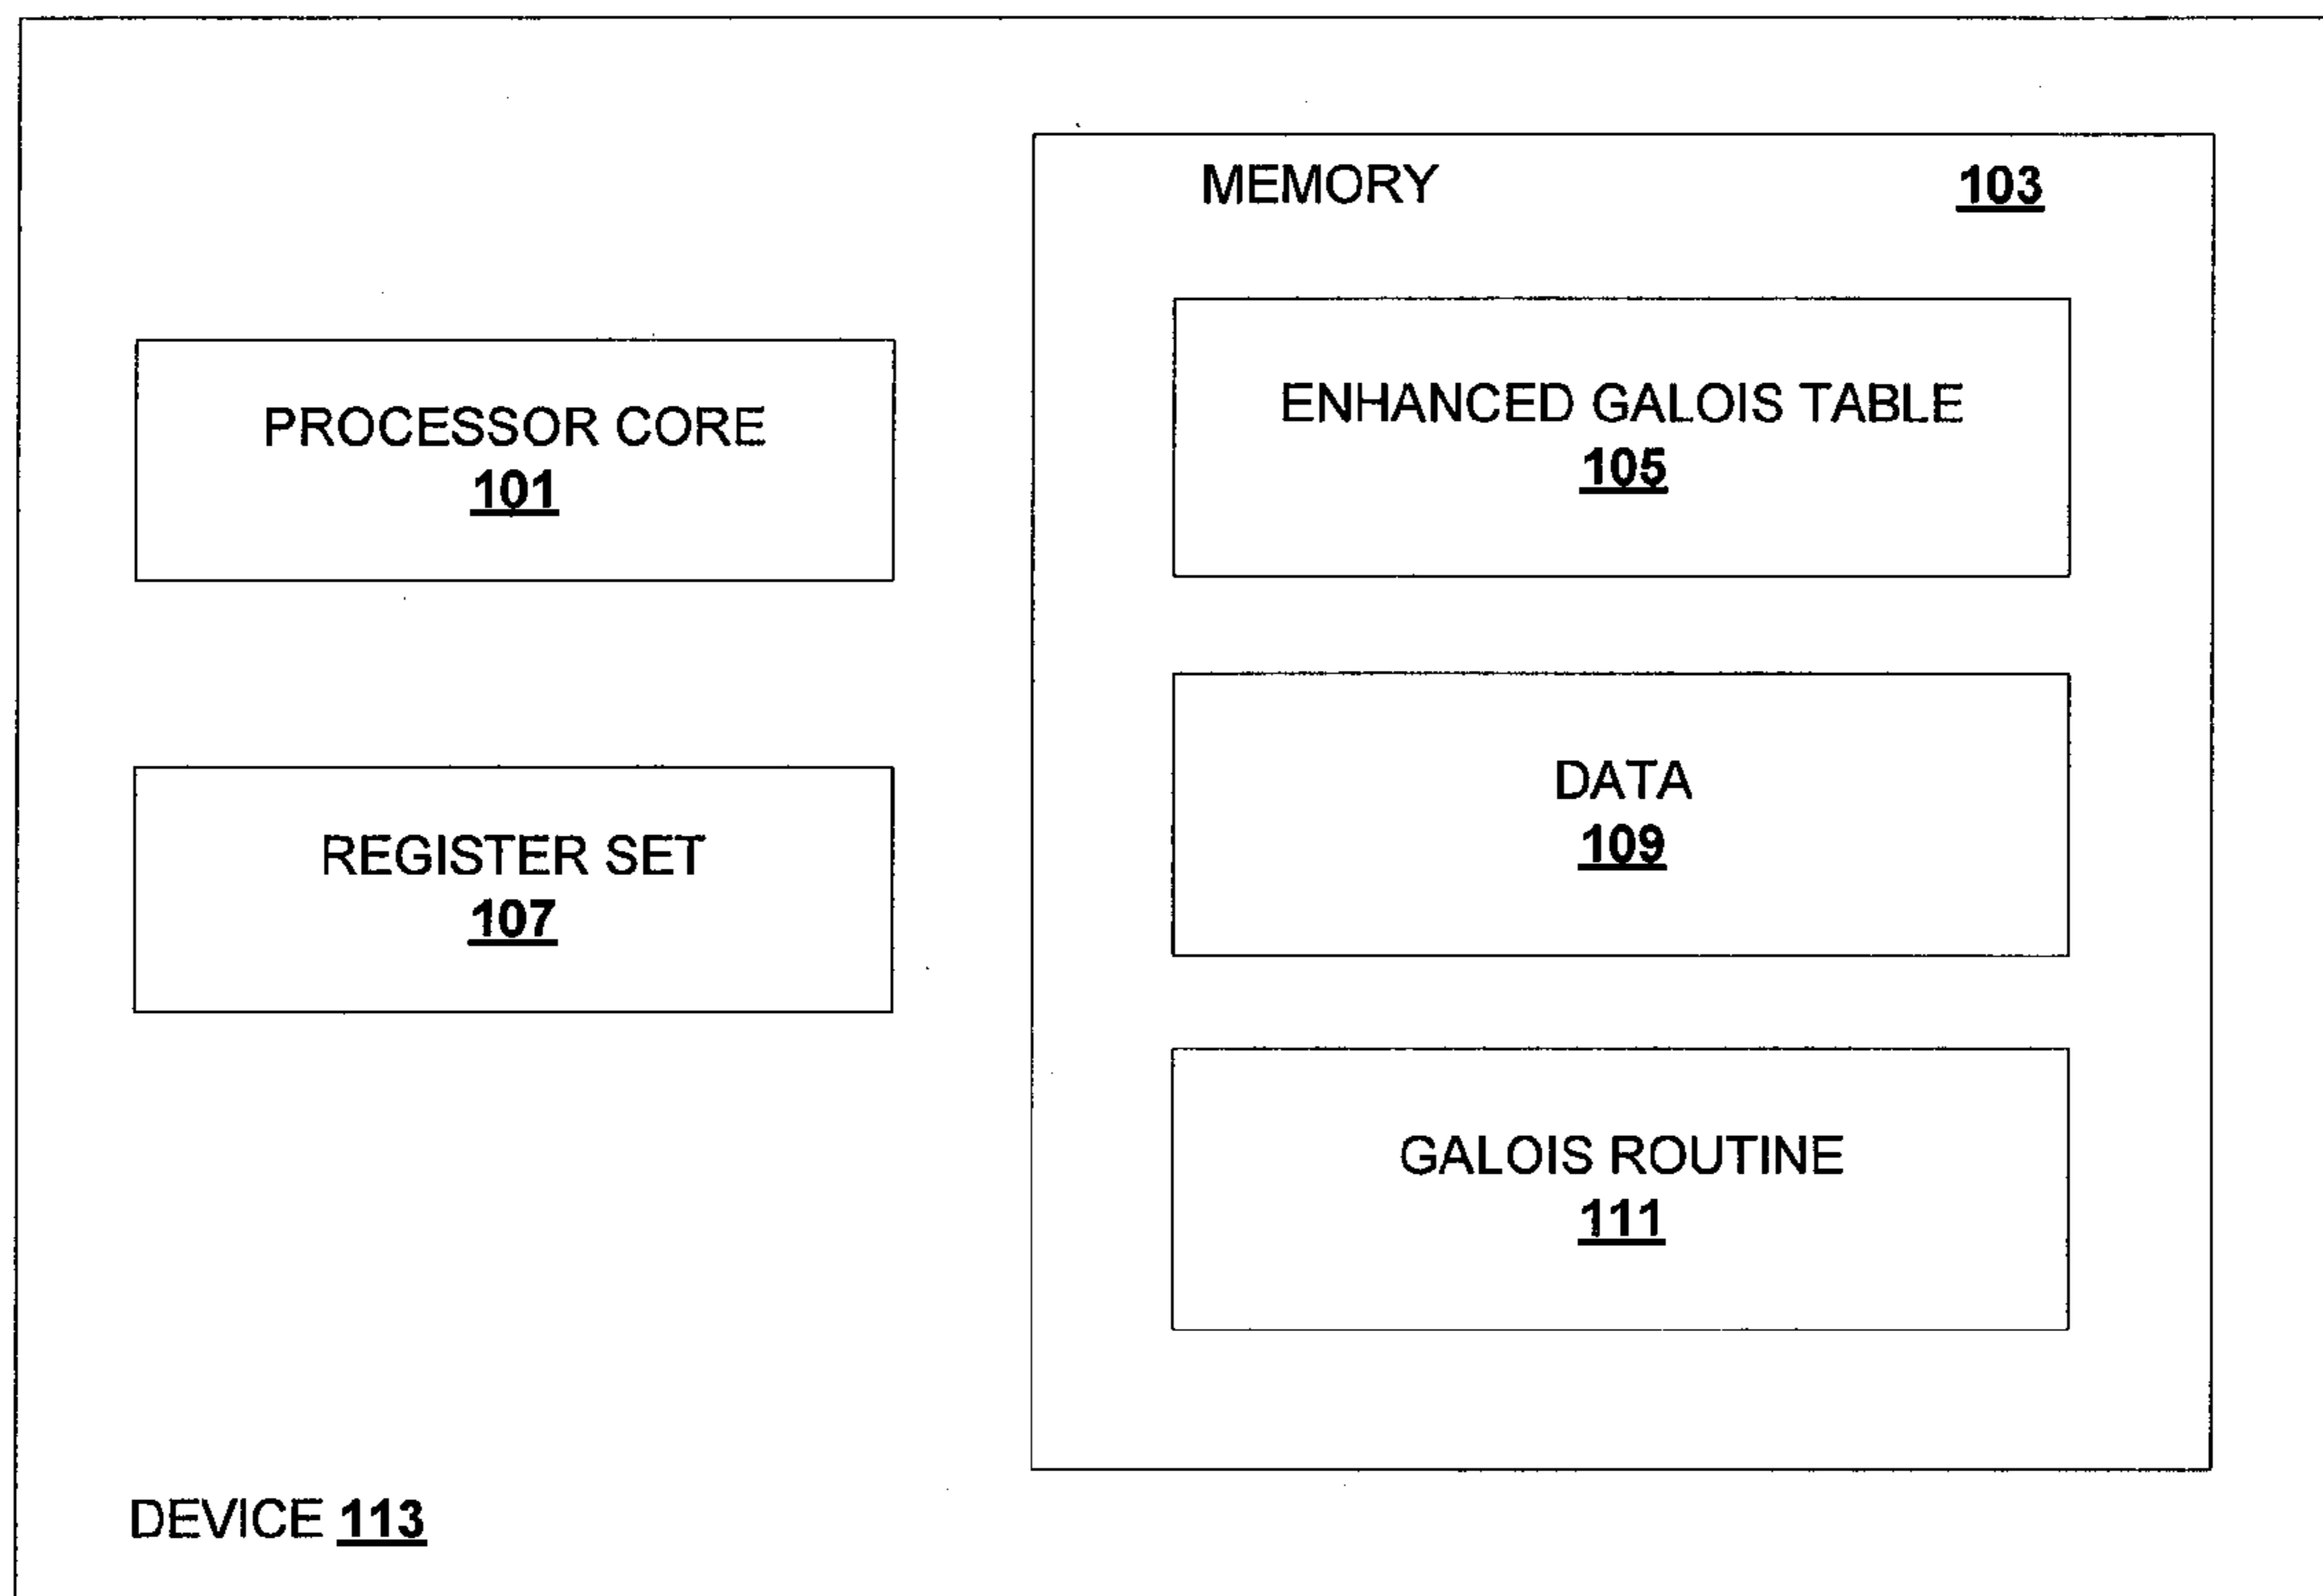 MEMORY 103
ENHANCED GALOIS TABLE
105
PROCESSOR CORE
101
DATA
109
REGISTER SET
107
GALOIS ROUTINE
111
DEVICE 113